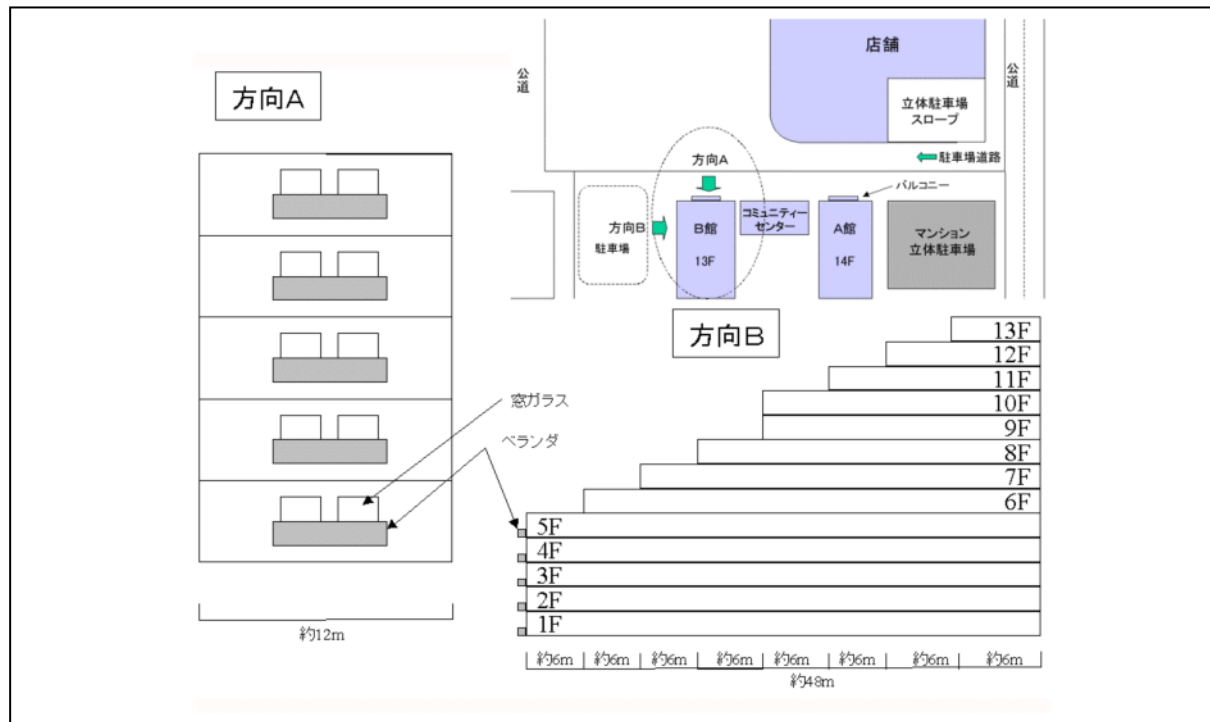 方向A
公道
店舗
立体駐車場
スロープ
公道
駐車場道路
方向A
バルコニー
方向B
駐車場
B館
13F
コミュニティー
センター
A館
14F
マンション
立体駐車場
方向B
13F
12F
11F
10F
9F
8F
7F
6F
5F
4F
3F
2F
1F
窓ガラス
ベランダ
約12m
約6m 約6m 約6m 約6m 約6m 約6m 約6m 約6m
約48m